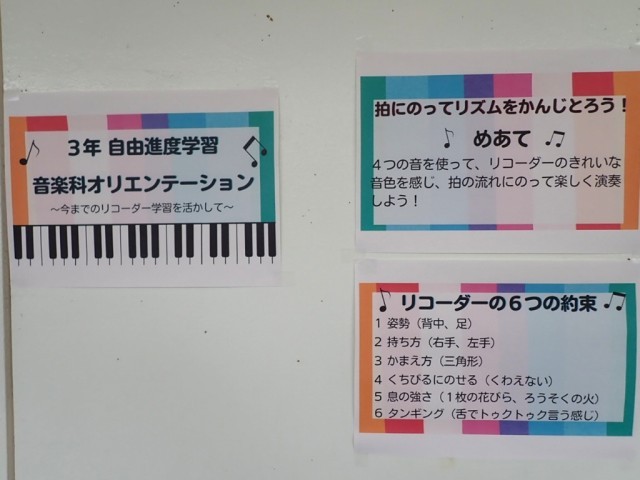 3年 自由進度学習
音楽科オリエンテーション
～今までのリコーダー学習を活かして～
拍にのってリズムをかんじとろう！
めあて
４つの音を使って、リコーダーのきれいな
音色を感じ、拍の流れにのって楽しく演奏
しよう！
リコーダーの６つの約束
1 姿勢（背中、足）
2 持ち方（右手、左手）
3 かまえ方（三角形）
4 くちびるにのせる（くわえない）
5 息の強さ（１枚の花びら、ろうそくの火）
6 タンギング（舌でトゥクトゥク言う感じ）